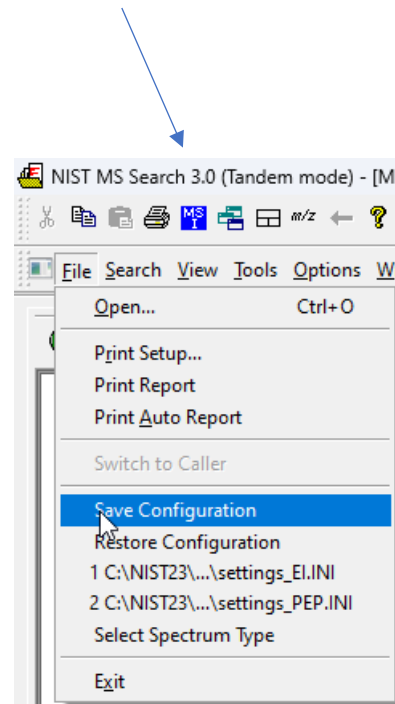 NIST MS Search 3.0 (Tandem mode) - [M
MS
I
m/z
?
File Search View Tools Options W
Open... Ctrl+O
Print Setup...
Print Report
Print Auto Report
Switch to Caller
Save Configuration
Restore Configuration
1 C:\NIST23\...\settings_EI.INI
2 C:\NIST23\...\settings_PEP.INI
Select Spectrum Type
Exit